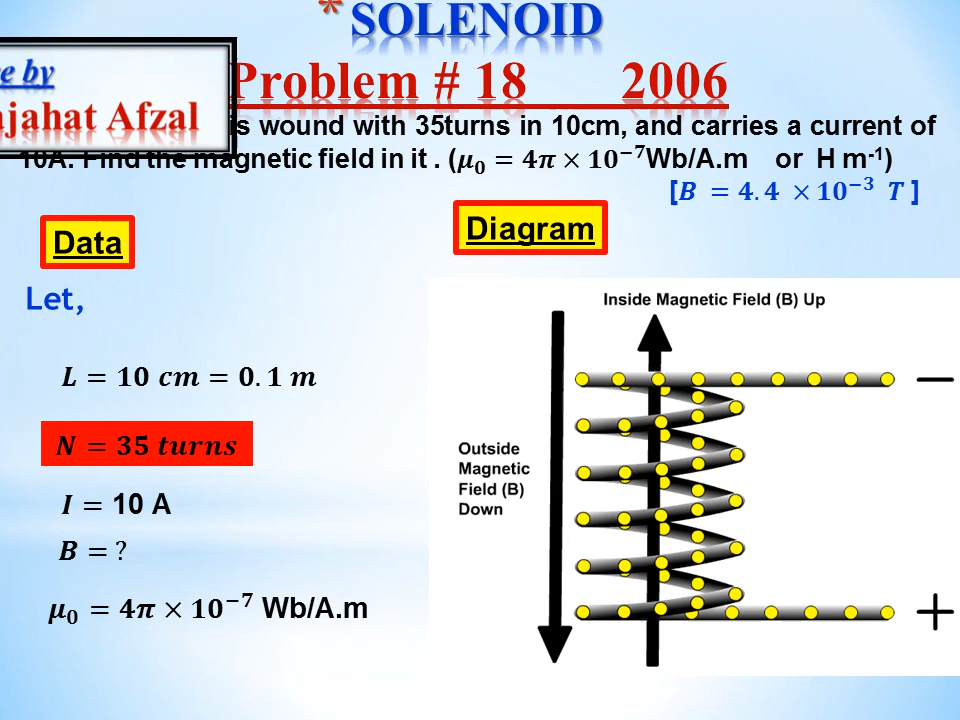 * SOLENOID
Problem # 18 2006
e by
ajahat Afzal
is wound with 35turns in 10cm, and carries a current of
10A. Find the magnetic field in it . (𝝁₀ = 𝟒𝝅 × 𝟏𝟎⁻⁷Wb/A.m or H m⁻¹)
[𝑩 = 𝟒.𝟒 × 𝟏𝟎⁻³ 𝑻 ]
Data
Diagram
Let,
𝑳 = 𝟏𝟎 𝒄𝒎 = 𝟎.𝟏 𝒎
𝑵 = 𝟑𝟓 𝒕𝒖𝒓𝒏𝒔
𝑰 = 10 A
𝑩 = ?
𝝁₀ = 𝟒𝝅 × 𝟏𝟎⁻⁷ Wb/A.m
Inside Magnetic Field (B) Up
Outside
Magnetic
Field (B)
Down
−
+